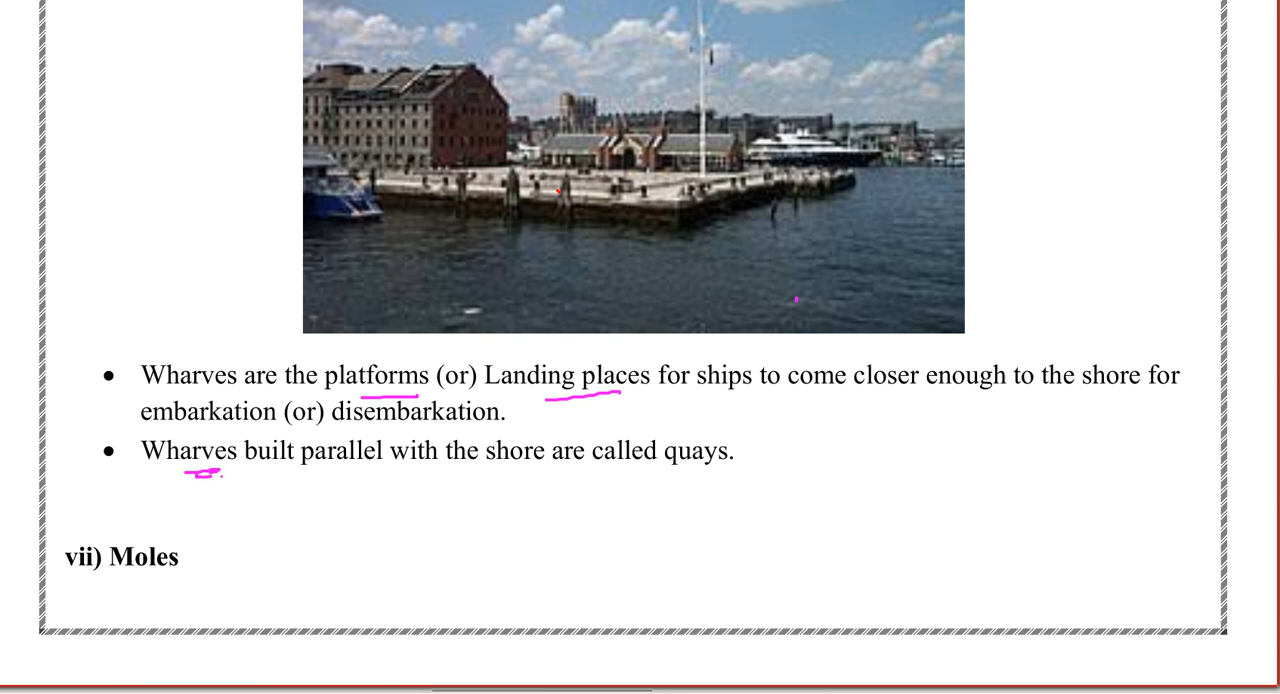 • Wharves are the platforms (or) Landing places for ships to come closer enough to the shore for
embarkation (or) disembarkation.
• Wharves built parallel with the shore are called quays.
vii) Moles